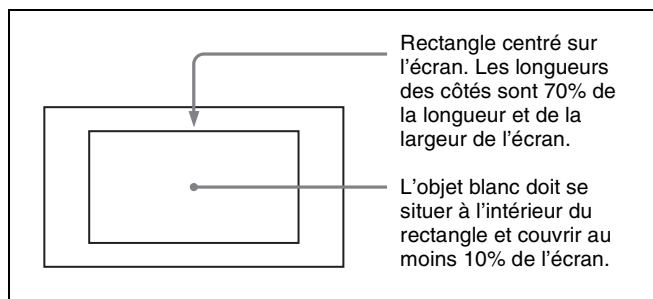 Rectangle centré sur
l'écran. Les longueurs
des côtés sont 70% de
la longueur et de la
largeur de l'écran.
L'objet blanc doit se
situer à l'intérieur du
rectangle et couvrir au
moins 10% de l'écran.